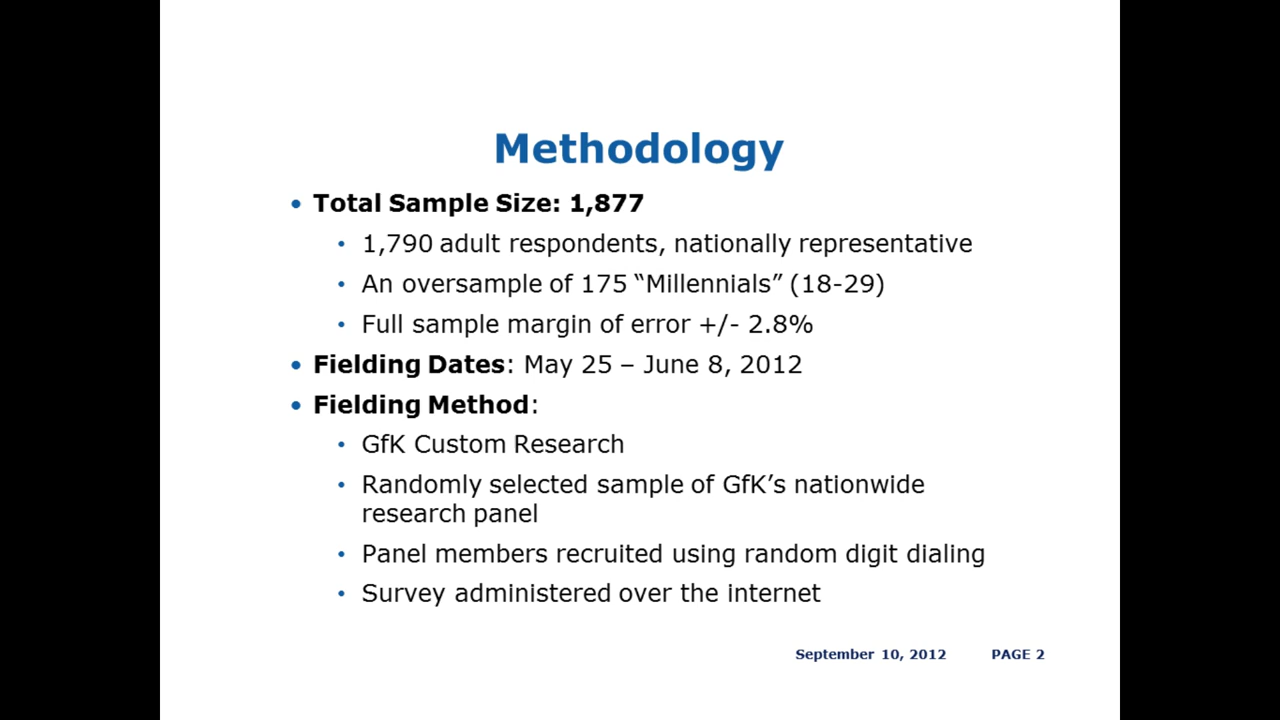 Methodology
• Total Sample Size: 1,877
• 1,790 adult respondents, nationally representative
• An oversample of 175 “Millennials” (18-29)
• Full sample margin of error +/- 2.8%
• Fielding Dates: May 25 – June 8, 2012
• Fielding Method:
• GfK Custom Research
• Randomly selected sample of GfK’s nationwide
research panel
• Panel members recruited using random digit dialing
• Survey administered over the internet
September 10, 2012 PAGE 2